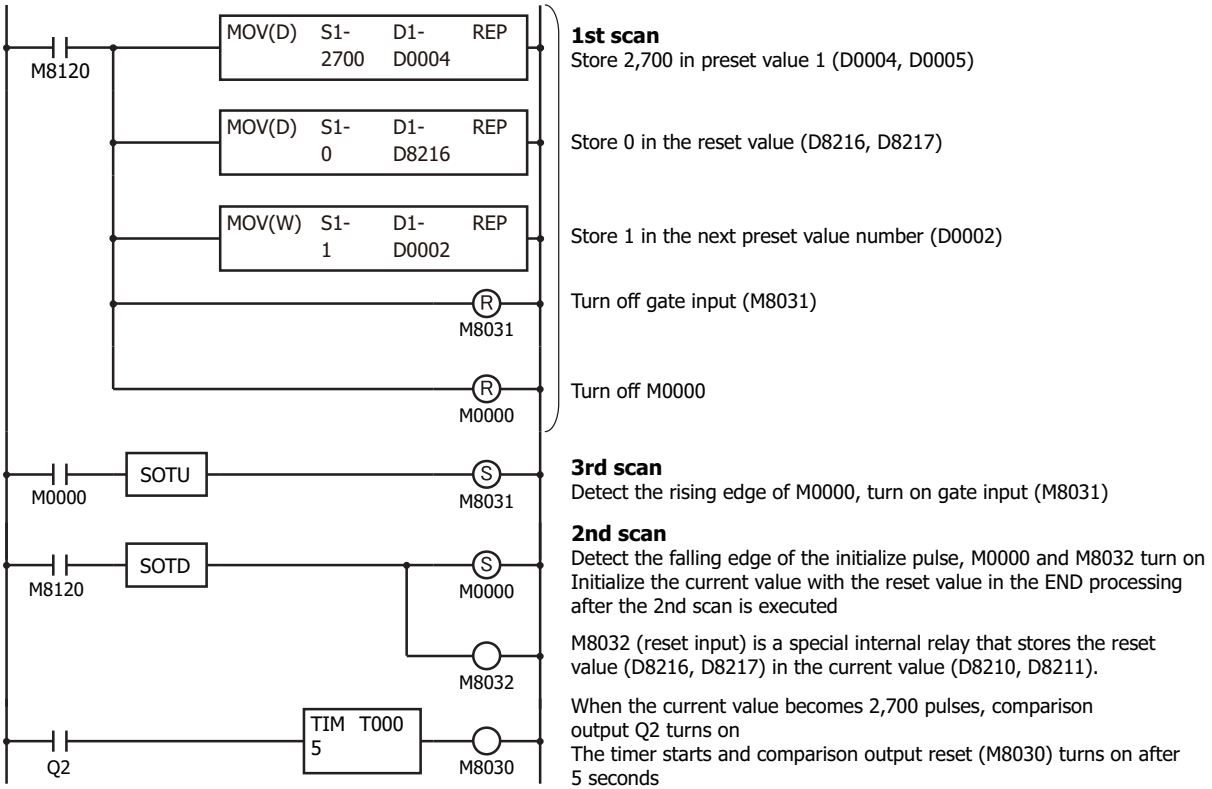 MOV(D) S1- D1- REP
2700 D0004
M8120
1st scan
Store 2,700 in preset value 1 (D0004, D0005)
MOV(D) S1- D1- REP
0 D8216
Store 0 in the reset value (D8216, D8217)
MOV(W) S1- D1- REP
1 D0002
Store 1 in the next preset value number (D0002)
R
M8031
Turn off gate input (M8031)
R
M0000
Turn off M0000
M0000
SOTU
S
M8031
3rd scan
Detect the rising edge of M0000, turn on gate input (M8031)
M8120
SOTD
S
M0000
2nd scan
Detect the falling edge of the initialize pulse, M0000 and M8032 turn on
Initialize the current value with the reset value in the END processing
after the 2nd scan is executed
M8032
M8032 (reset input) is a special internal relay that stores the reset
value (D8216, D8217) in the current value (D8210, D8211).
Q2
TIM T000
5
M8030
When the current value becomes 2,700 pulses, comparison
output Q2 turns on
The timer starts and comparison output reset (M8030) turns on after
5 seconds